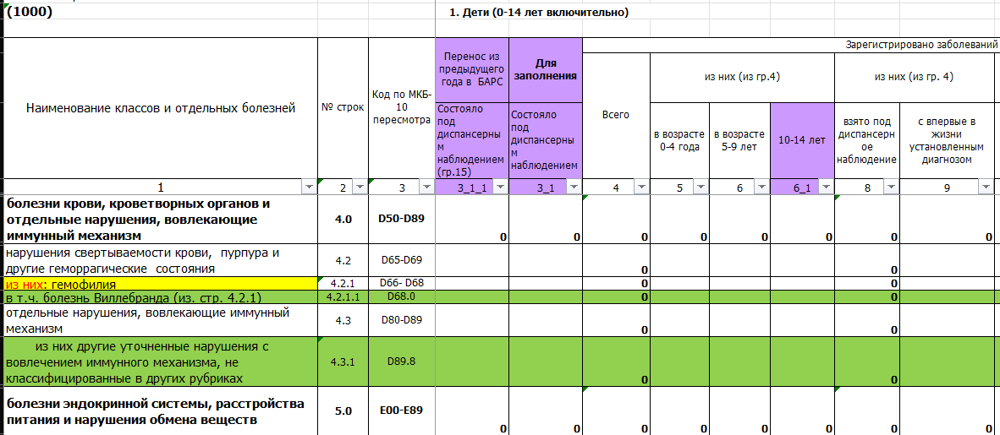 (1000)
1. Дети (0-14 лет включительно)
Наименование классов и отдельных болезней
№ строк
Код по МКБ-
10
пересмотра
Перенос из
предыдущего
года в БАРС
Для
заполнения
Зарегистрировано заболеваний
Состояло
под
диспансерны
м
наблюдением
(гр.15)
Состояло
под
диспансерны
м
наблюдением
Всего
из них (из гр.4)
из них (из гр. 4)
в возрасте
0-4 года
в возрасте
5-9 лет
10-14 лет
взято под
диспансерн
ое
наблюдение
с впервые в
жизни
установленным
диагнозом
1 2 3 3_1_1 3_1 4 5 6 6_1 8 9
болезни крови, кроветворных органов и
отдельные нарушения, вовлекающие
иммунный механизм
4.0 D50-D89 0 0 0 0 0 0 0 0
нарушения свертываемости крови, пурпура и
другие геморрагические состояния
4.2 D65-D69 0 0
из них: гемофилия 4.2.1 D66- D68 0 0
в т.ч. болезнь Виллебранда (из. стр. 4.2.1) 4.2.1.1 D68.0 0 0
отдельные нарушения, вовлекающие иммунный
механизм
4.3 D80-D89 0 0
из них другие уточненные нарушения с
вовлечением иммунного механизма, не
классифицированные в других рубриках
4.3.1 D89.8 0 0
болезни эндокринной системы, расстройства
питания и нарушения обмена веществ
5.0 E00-E89 0 0 0 0 0 0 0 0